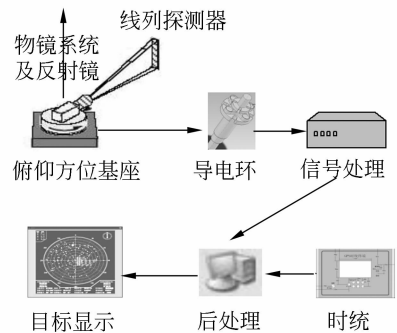 线列探测器
物镜系统
及反射镜
俯仰方位基座
导电环
信号处理
目标显示
后处理
时统